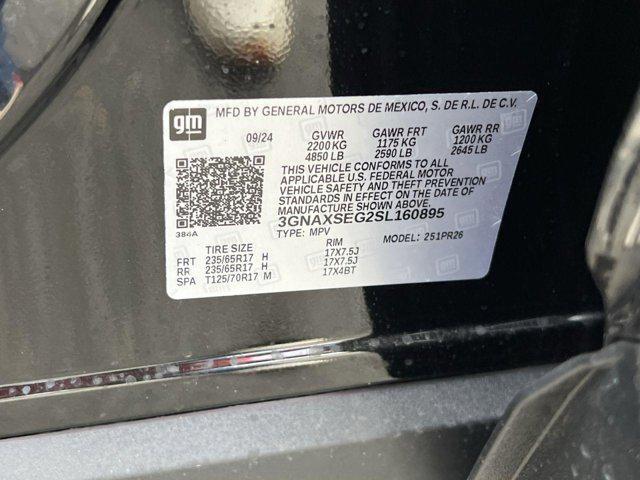 gm
MFD BY GENERAL MOTORS DE MEXICO, S. DE R.L. DE C.V.
09/24 GVWR GAWR FRT GAWR RR
2200 KG 1175 KG 1200 KG
4850 LB 2590 LB 2645 LB
THIS VEHICLE CONFORMS TO ALL
APPLICABLE U.S. FEDERAL MOTOR
VEHICLE SAFETY AND THEFT PREVENTION
STANDARDS IN EFFECT ON THE DATE
OF MANUFACTURE SHOWN ABOVE.
3GNAXSEG2SL160895
384A
TYPE: MPV MODEL: 251PR26
TIRE SIZE RIM
FRT 235/65R17 H 17X7.5J
RR 235/65R17 H 17X7.5J
SPA T125/70R17 M 17X4BT